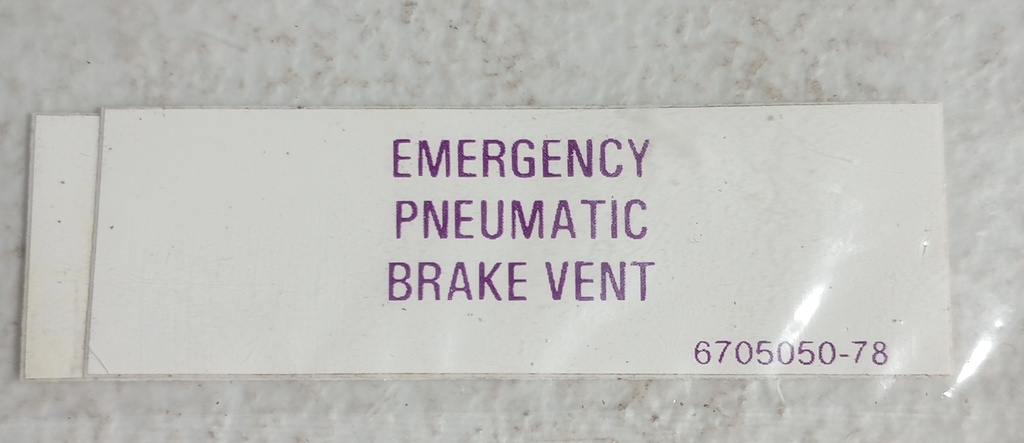 EMERGENCY
PNEUMATIC
BRAKE VENT
6705050-78